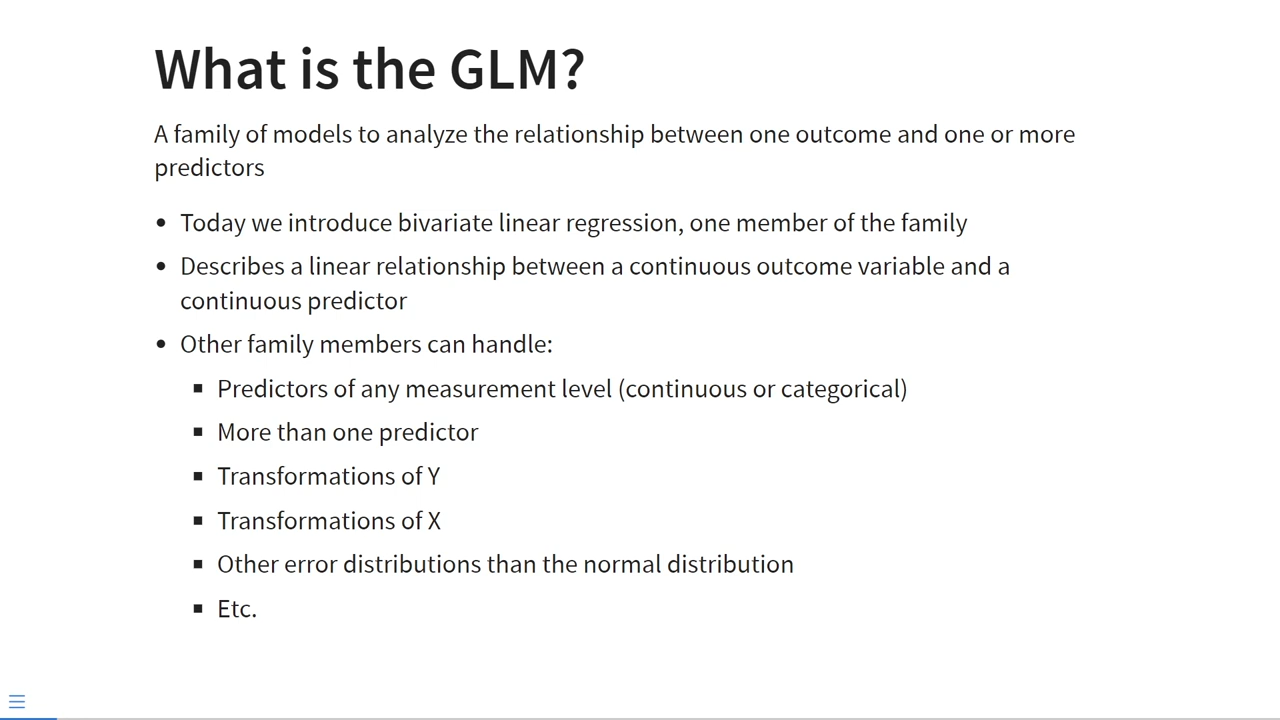 What is the GLM?
A family of models to analyze the relationship between one outcome and one or more
predictors
• Today we introduce bivariate linear regression, one member of the family
• Describes a linear relationship between a continuous outcome variable and a
continuous predictor
• Other family members can handle:
▪ Predictors of any measurement level (continuous or categorical)
▪ More than one predictor
▪ Transformations of Y
▪ Transformations of X
▪ Other error distributions than the normal distribution
▪ Etc.